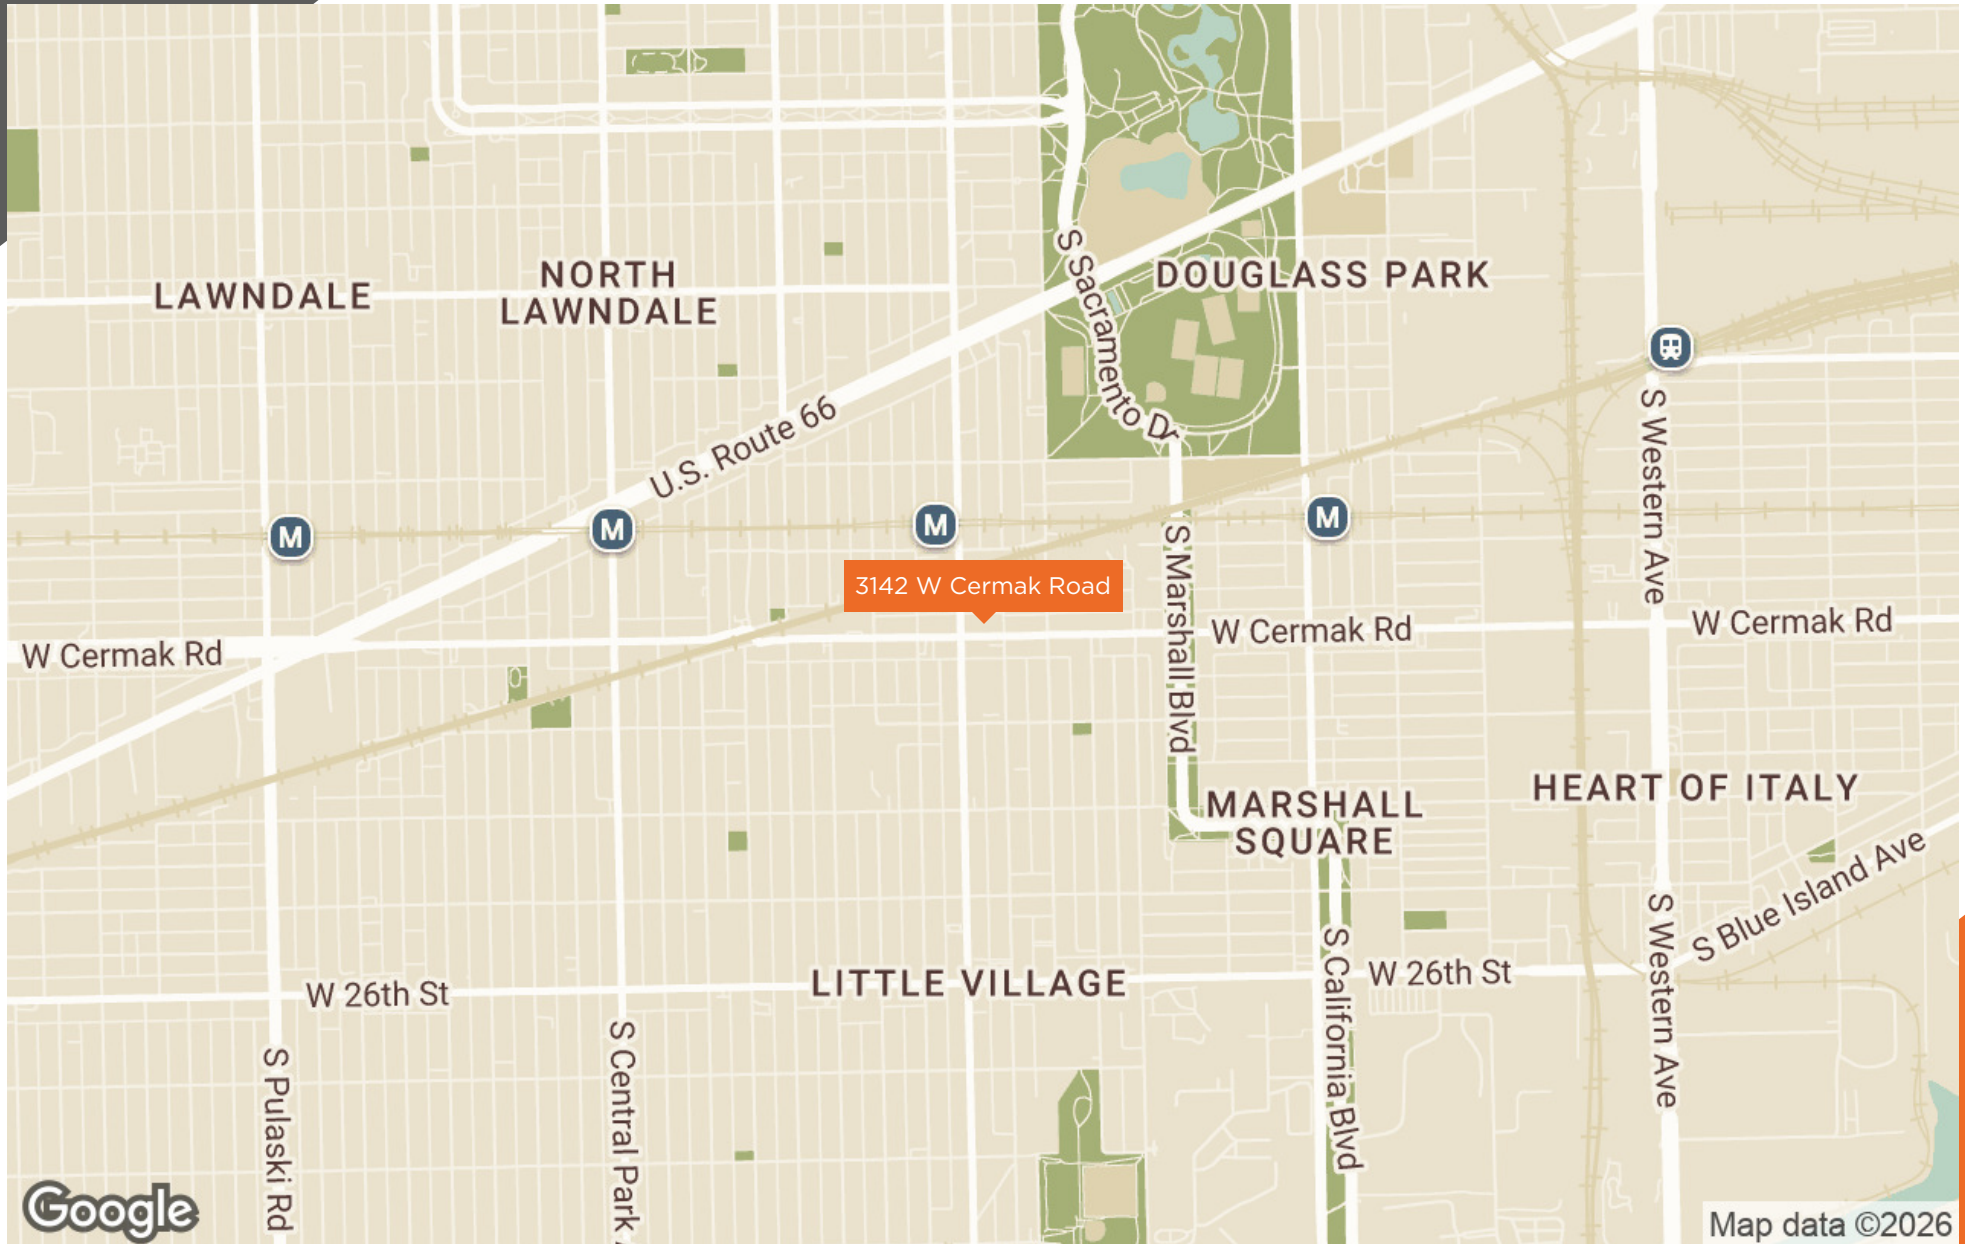 LAWNDALE
NORTH
LAWNDALE
S Sacramento Dr
DOUGLASS PARK
U.S. Route 66
S Western Ave
M
M
M
M
3142 W Cermak Road
W Cermak Rd
S Marshall Blvd
W Cermak Rd
W Cermak Rd
MARSHALL
SQUARE
HEART OF ITALY
S Blue Island Ave
W 26th St
LITTLE VILLAGE
S California Blvd
W 26th St
S Western Ave
S Pulaski Rd
S Central Park
Google
Map data ©2026